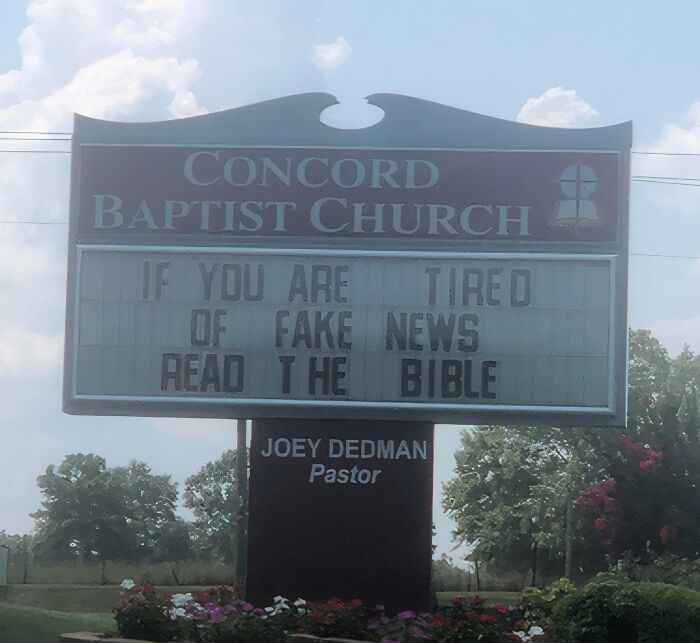 CONCORD
BAPTIST CHURCH
IF YOU ARE TIRED
OF FAKE NEWS
READ THE BIBLE
JOEY DEDMAN
Pastor